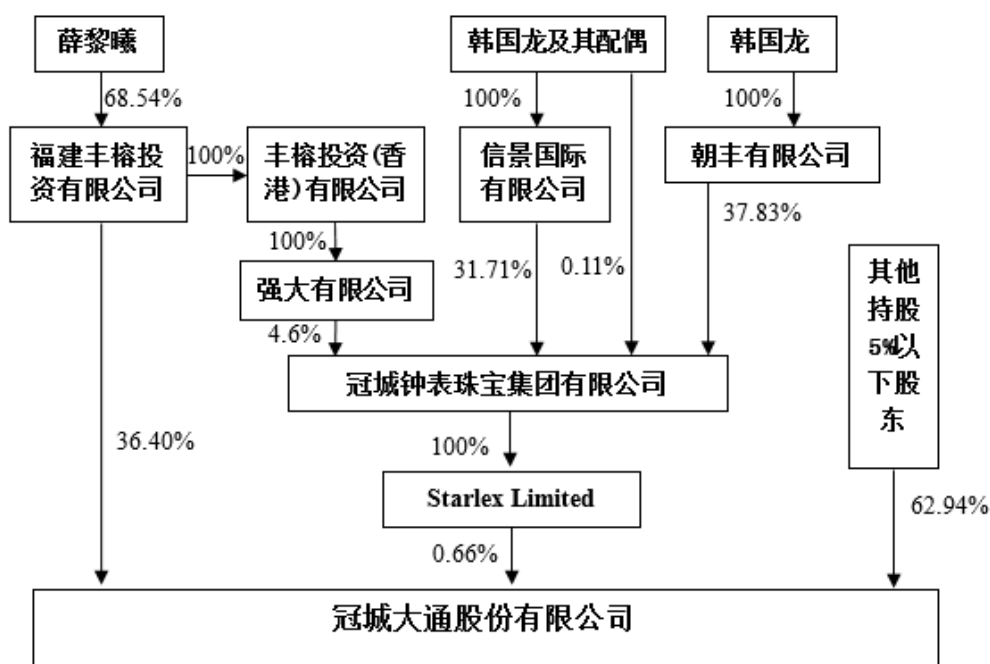 薛黎曦
韩国龙及其配偶
韩国龙
68.54%
100%
100%
福建丰榕投
资有限公司
100%
丰榕投资(香
港)有限公司
信景国际
有限公司
朝丰有限公司
37.83%
100%
31.71%
0.11%
强大有限公司
4.6%
其他
持股
5%以
下股
东
冠城钟表珠宝集团有限公司
36.40%
100%
Starlex Limited
62.94%
0.66%
冠城大通股份有限公司